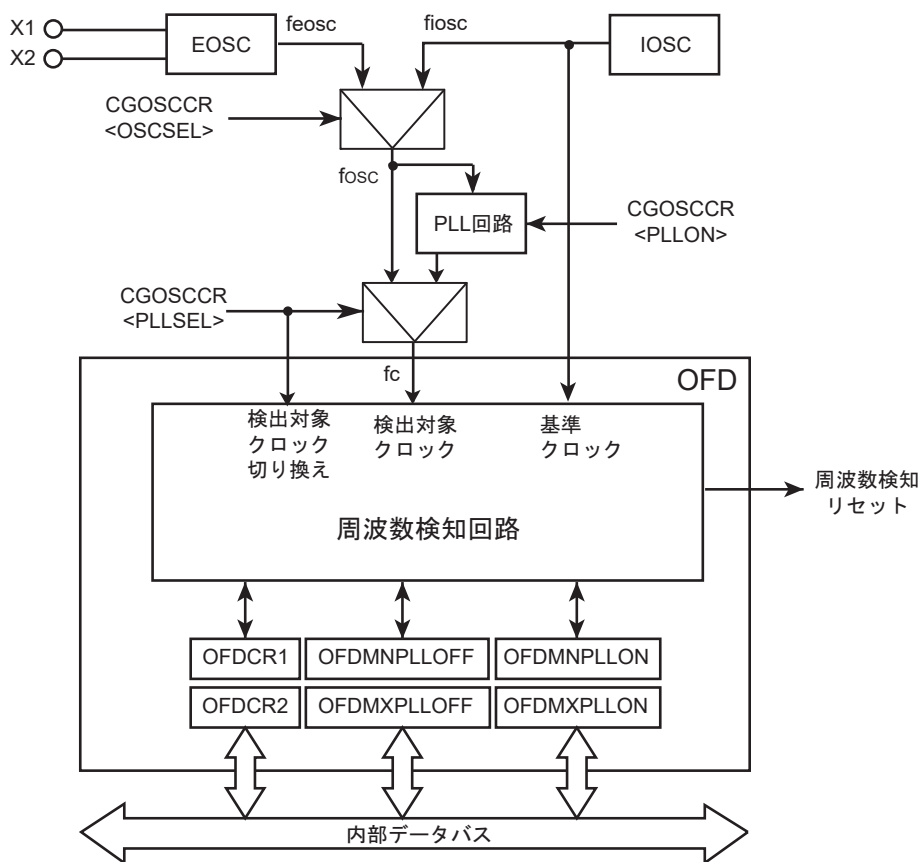 X1
X2
EOSC
feosc
fiosc
IOSC
CGOSCCR
<OSCSEL>
fosc
PLL回路
CGOSCCR
<PLLON>
CGOSCCR
<PLLSEL>
fc
OFD
検出対象
クロック
切り換え
検出対象
クロック
基準
クロック
周波数検知
リセット
周波数検知回路
OFDCR1
OFDMNPLLOFF
OFDMNPLLON
OFDCR2
OFDMXPLLOFF
OFDMXPLLON
内部データバス